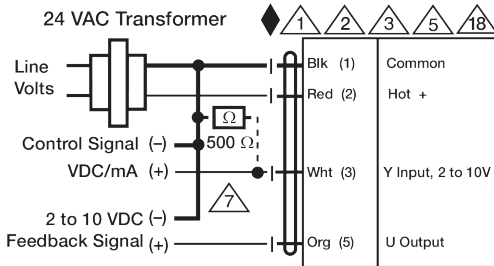 24 VAC Transformer
1 2 3 5 18
Line Volts
Blk (1) Common
Red (2) Hot +
Ω
500 Ω
Control Signal (−)
VDC/mA (+)
Wht (3) Y Input, 2 to 10V
7
2 to 10 VDC (−)
Feedback Signal (+)
Org (5) U Output